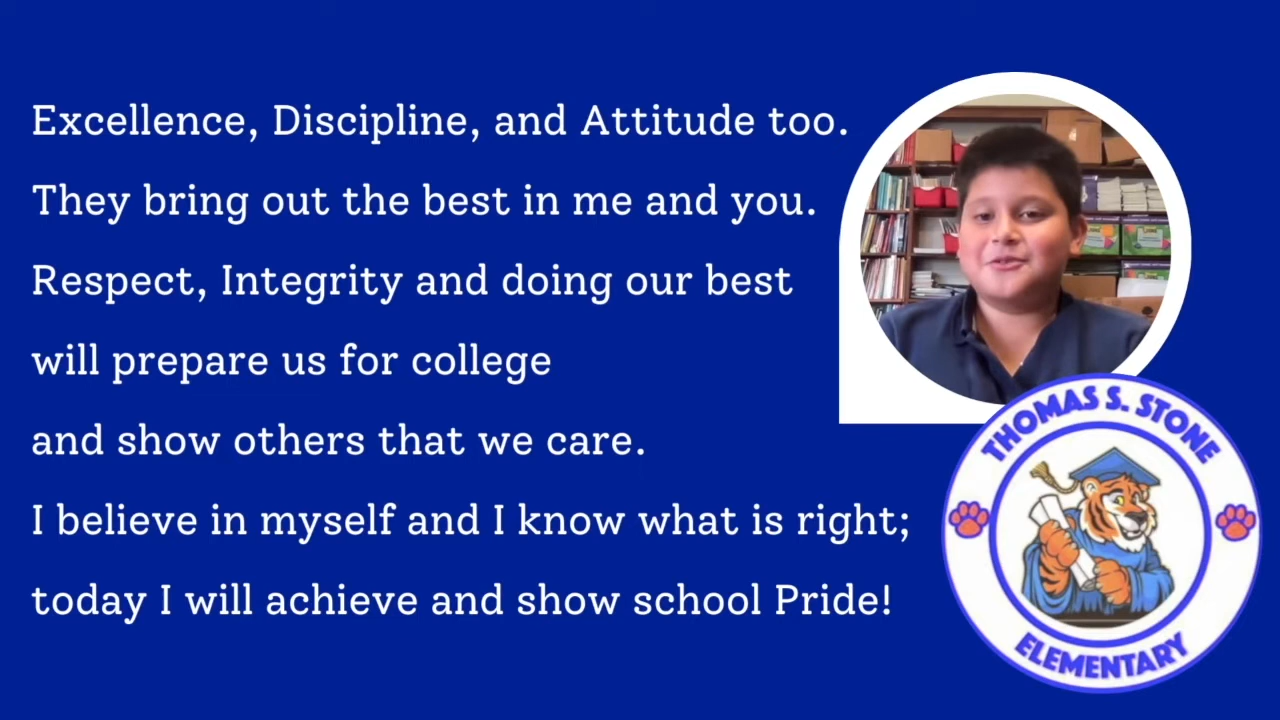 Excellence, Discipline, and Attitude too.
They bring out the best in me and you.
Respect, Integrity and doing our best
will prepare us for college
and show others that we care.
I believe in myself and I know what is right;
today I will achieve and show school Pride!
THOMAS S. STONE
ELEMENTARY